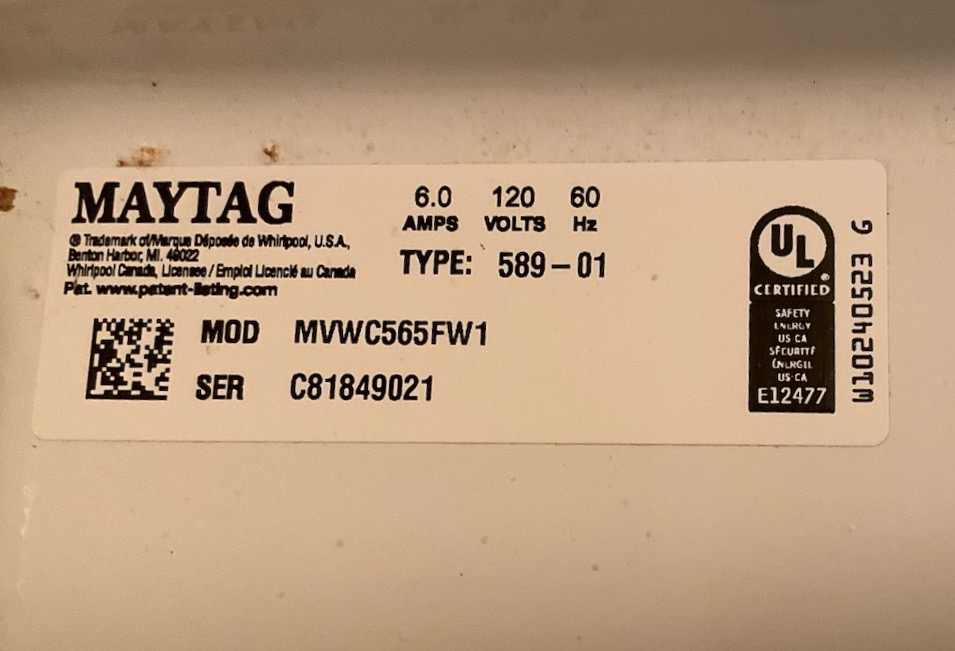 MAYTAG
® Trademark of/Marque Déposée de Whirlpool, U.S.A.,
Benton Harbor, MI. 49022
Whirlpool Canada, Licensee / Emploi Licencié au Canada
Pat. www.patent-listing.com
6.0 120 60
AMPS VOLTS Hz
TYPE: 589-01
MOD MVWC565FW1
SER C81849021
UL
®
CERTIFIED
SAFETY
ENERGY
US CA
SÉCURITÉ
ÉNERGIE
US-CA
E12477
W10240523 G